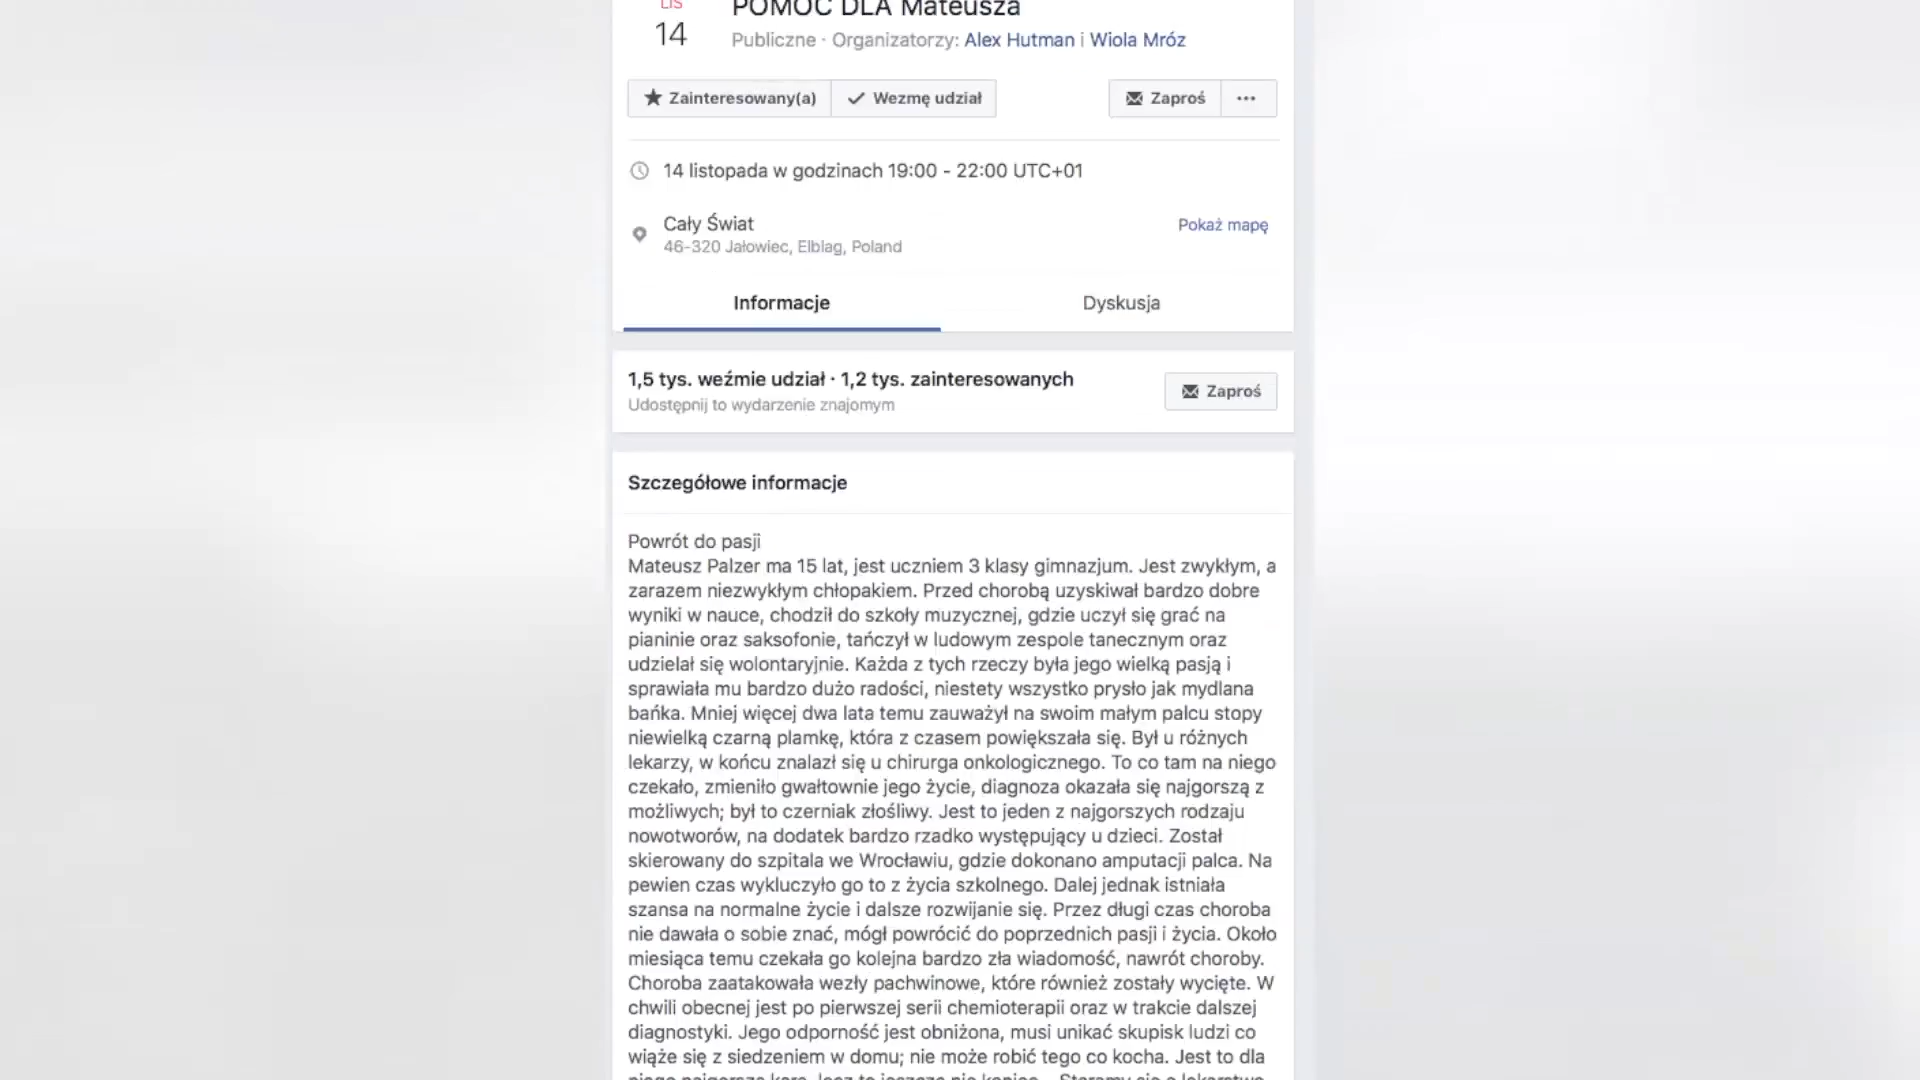 LIS
POMOC DLA Mateusza
14
Publiczne · Organizatorzy: Alex Hutman i Wiola Mróz
Zainteresowany(a)
Wezmę udział
Zaproś
14 listopada w godzinach 19:00 - 22:00 UTC+01
Cały Świat
Pokaż mapę
46-320 Jałowiec, Elblag, Poland
Informacje
Dyskusja
1,5 tys. weźmie udział · 1,2 tys. zainteresowanych
Zaproś
Udostępnij to wydarzenie znajomym
Szczegółowe informacje
Powrót do pasji
Mateusz Palzer ma 15 lat, jest uczniem 3 klasy gimnazjum. Jest zwykłym, a
zarazem niezwykłym chłopakiem. Przed chorobą uzyskiwał bardzo dobre
wyniki w nauce, chodził do szkoły muzycznej, gdzie uczył się grać na
pianinie oraz saksofonie, tańczył w ludowym zespole tanecznym oraz
udzielał się wolontaryjnie. Każda z tych rzeczy była jego wielką pasją i
sprawiała mu bardzo dużo radości, niestety wszystko prysło jak mydlana
bańka. Mniej więcej dwa lata temu zauważył na swoim małym palcu stopy
niewielką czarną plamkę, która z czasem powiększała się. Był u różnych
lekarzy, w końcu znalazł się u chirurga onkologicznego. To co tam na niego
czekało, zmieniło gwałtownie jego życie, diagnoza okazała się najgorszą z
możliwych; był to czerniak złośliwy. Jest to jeden z najgorszych rodzaju
nowotworów, na dodatek bardzo rzadko występujący u dzieci. Został
skierowany do szpitala we Wrocławiu, gdzie dokonano amputacji palca. Na
pewien czas wykluczyło go to z życia szkolnego. Dalej jednak istniała
szansa na normalne życie i dalsze rozwijanie się. Przez długi czas choroba
nie dawała o sobie znać, mógł powrócić do poprzednich pasji i życia. Około
miesiąca temu czekała go kolejna bardzo zła wiadomość, nawrót choroby.
Choroba zaatakowała wezły pachwinowe, które również zostały wycięte. W
chwili obecnej jest po pierwszej serii chemioterapii oraz w trakcie dalszej
diagnostyki. Jego odporność jest obniżona, musi unikać skupisk ludzi co
wiąże się z siedzeniem w domu; nie może robić tego co kocha. Jest to dla